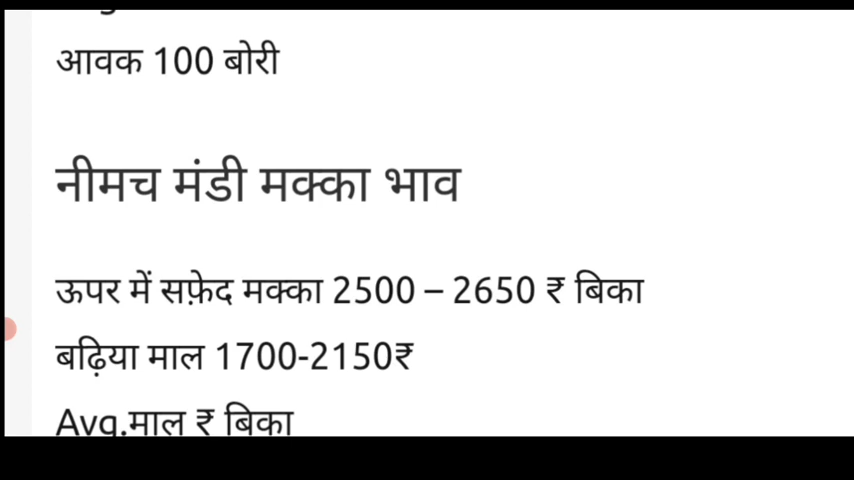 आवक 100 बोरी
नीमच मंडी मक्का भाव
ऊपर में सफ़ेद मक्का 2500 – 2650 ₹ बिका
बढ़िया माल 1700-2150₹
Avg.माल ₹ बिका